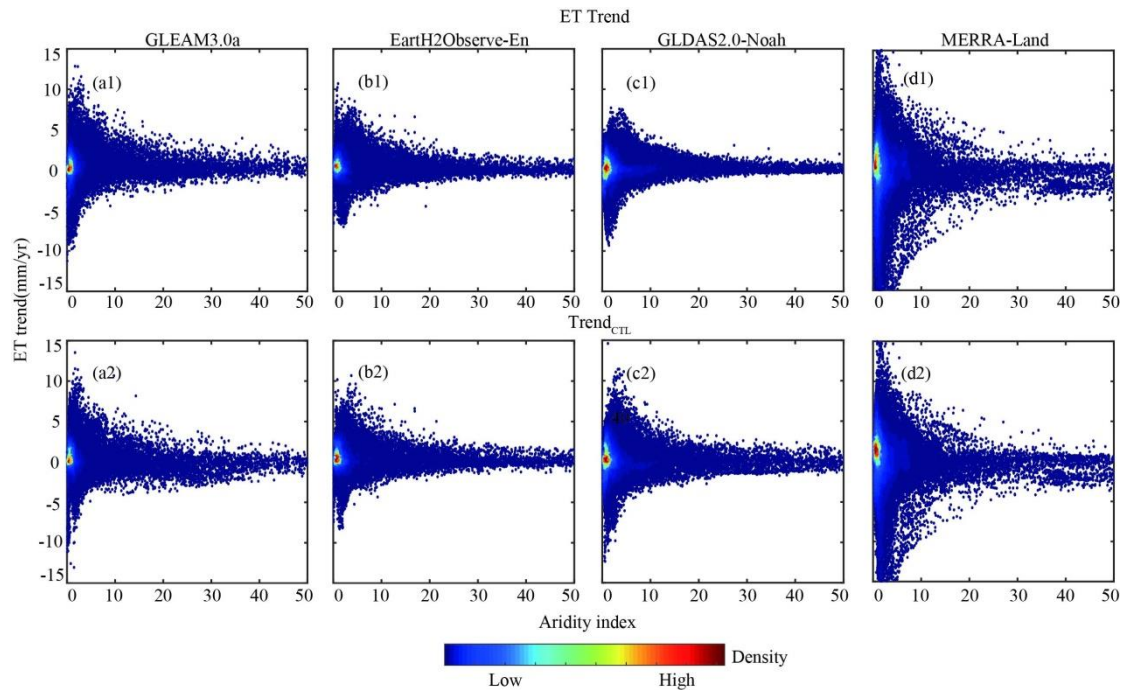 ET Trend
GLEAM3.0a EartH2Observe-En GLDAS2.0-Noah MERRA-Land
15
(a1) (b1) (c1) (d1)
10
5
0
-5
-10
-15
0 10 20 30 40 50 0 10 20 30 40 50 0 10 20 30 40 50 0 10 20 30 40 50
ET trend(mm/yr)
TrendCTL
15
(a2) (b2) (c2) (d2)
10
5
0
-5
-10
-15
0 10 20 30 40 50 0 10 20 30 40 50 0 10 20 30 40 50 0 10 20 30 40 50
Aridity index
Density
Low High